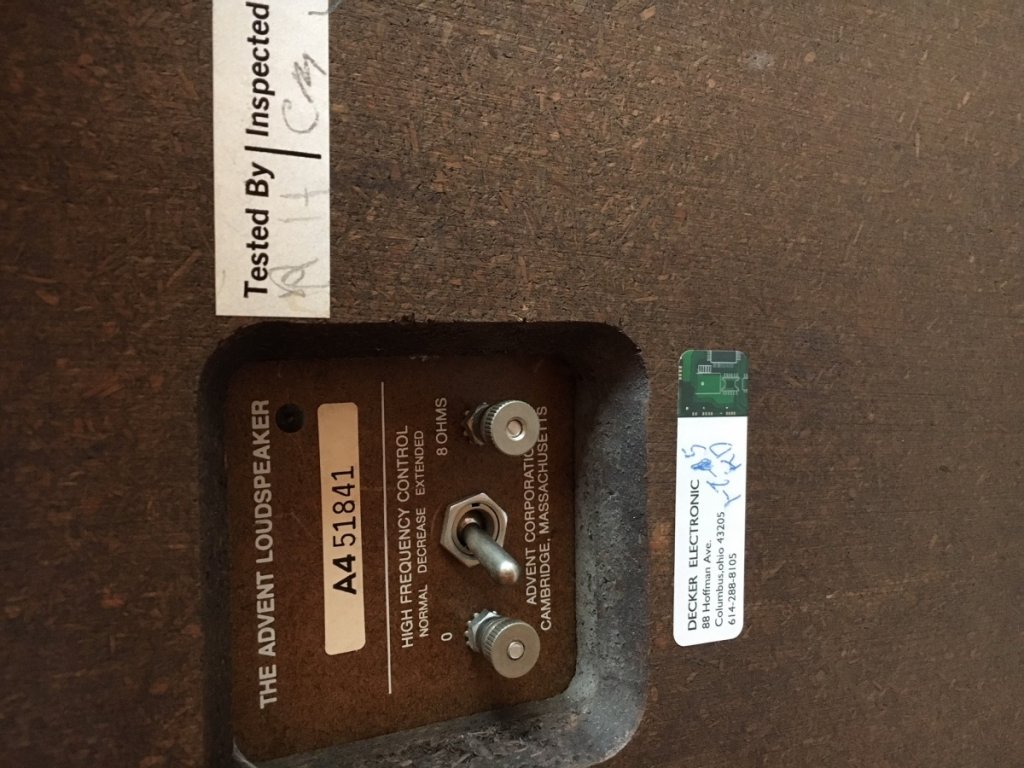 Tested By Inspected
THE ADVENT LOUDSPEAKER
A4 51841
HIGH FREQUENCY CONTROL
NORMAL DECREASE EXTENDED
0 8 OHMS
ADVENT CORPORATION
CAMBRIDGE, MASSACHUSETTS
DECKER ELECTRONIC
88 Hoffman Ave.
Columbus,ohio 43205
614-288-8105